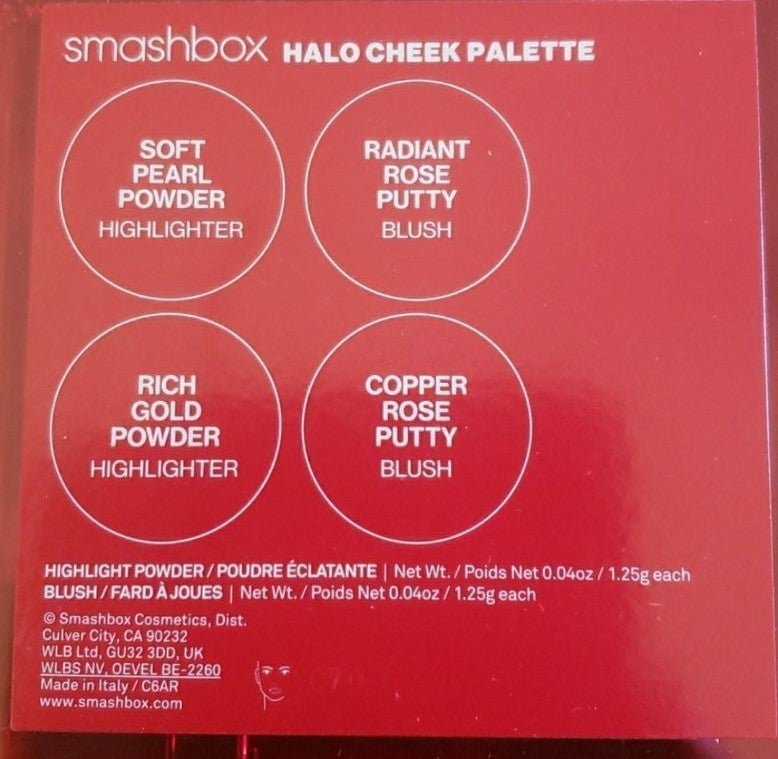 smashbox HALO CHEEK PALETTE
SOFT
PEARL
POWDER
HIGHLIGHTER
RADIANT
ROSE
PUTTY
BLUSH
RICH
GOLD
POWDER
HIGHLIGHTER
COPPER
ROSE
PUTTY
BLUSH
HIGHLIGHT POWDER / POUDRE ÉCLATANTE | Net Wt. / Poids Net 0.04oz / 1.25g each
BLUSH / FARD À JOUES | Net Wt. / Poids Net 0.04oz / 1.25g each
© Smashbox Cosmetics, Dist.
Culver City, CA 90232
WLB Ltd, GU32 3DD, UK
WLBS NV, OEVEL BE-2260
Made in Italy / C6AR
www.smashbox.com